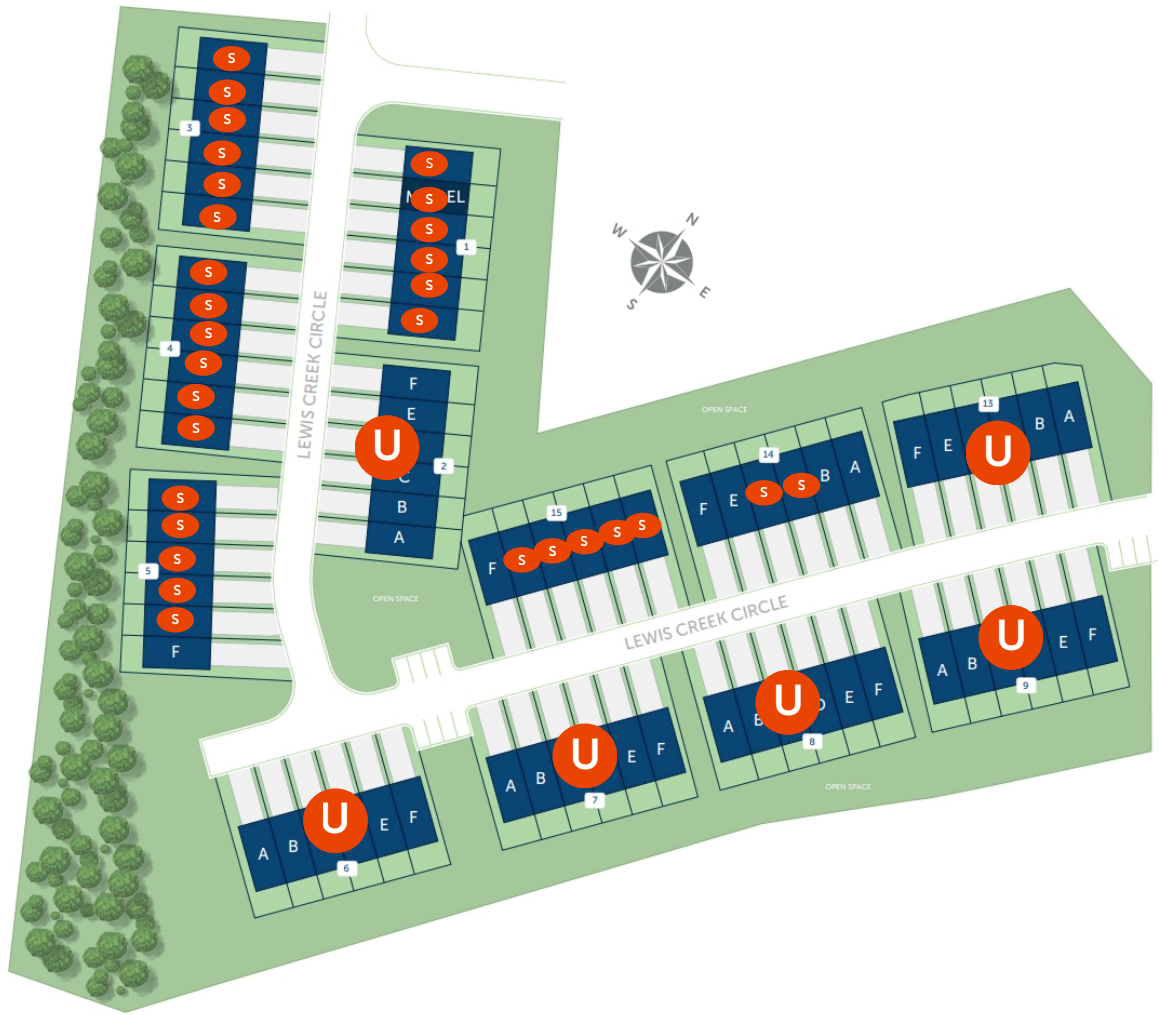 S
S
S
3
S
S
S
S
M EL
S
S
1
S
S
S
S
N
W
E
S
S
S
S
4
S
S
S
LEWIS CREEK CIRCLE
F
E
U
2
C
B
A
S
S
S
5
S
S
F
OPEN SPACE
OPEN SPACE
13
F E U B A
14
F E S S B A
15
F S S S S S
LEWIS CREEK CIRCLE
A B U E F
9
A B U D E F
8
A B U E F
7
A B U E F
6
OPEN SPACE